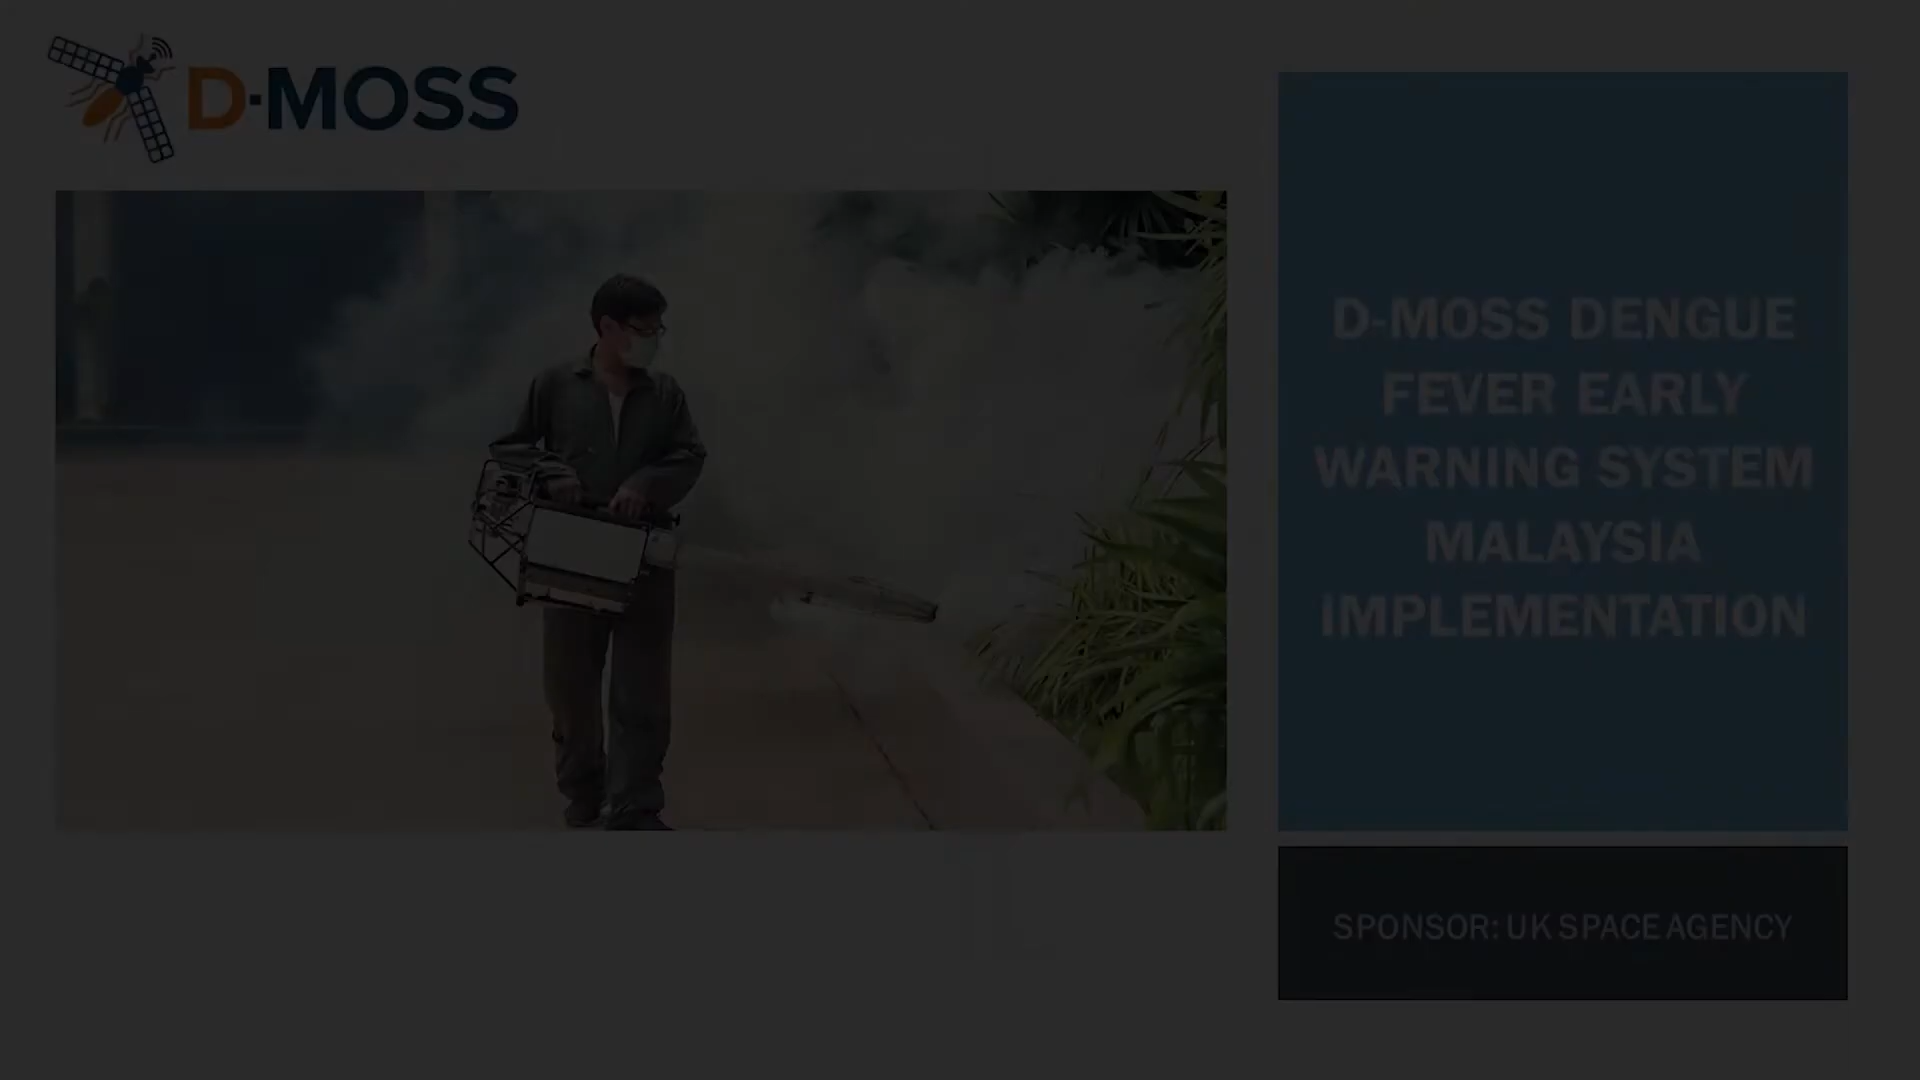 D-MOSS
D-MOSS DENGUE
FEVER EARLY
WARNING SYSTEM
MALAYSIA
IMPLEMENTATION
SPONSOR: UK SPACE AGENCY